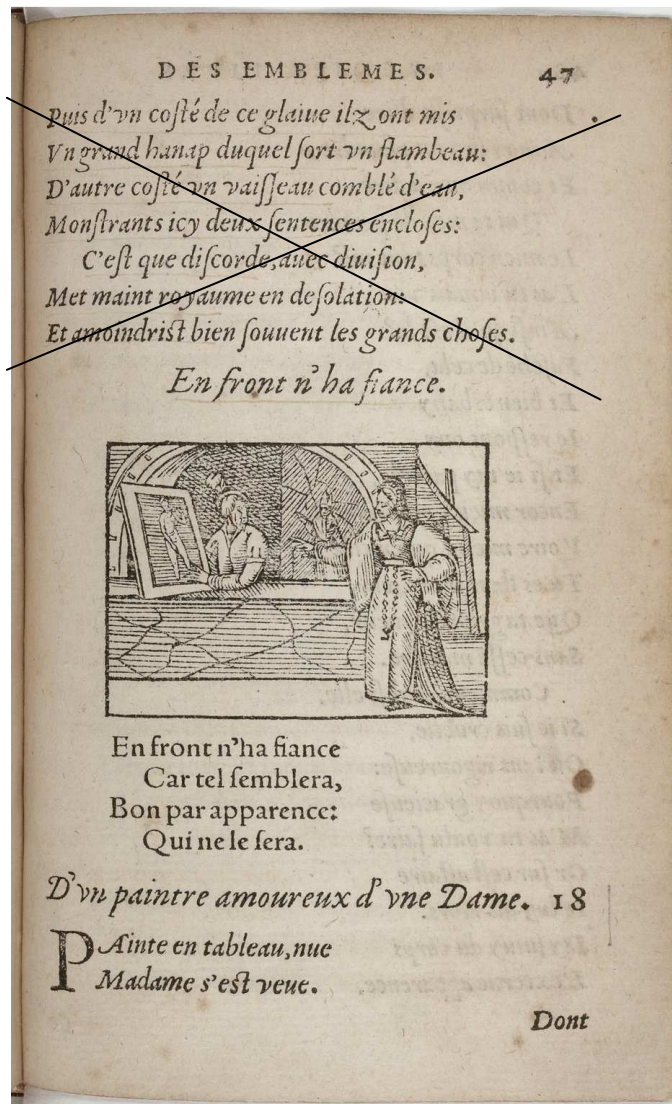 DES EMBLEMES. 47
Puis d'vn coſté de ce glaiue ilz ont mis
Vn grand hanap duquel ſort vn flambeau:
D'autre coſté vn vaiſſeau comblé d'eau,
Monſtrants icy deux ſentences encloſes:
C'eſt que diſcorde, auec diuiſion,
Met maint royaume en deſolation:
Et amoindriſt bien ſouuent les grands choſes.
En front n'ha fiance.
En front n'ha fiance
Car tel ſemblera,
Bon par apparence:
Qui ne le ſera.
D'vn paintre amoureux d'vne Dame. 18
PAinte en tableau, nue
Madame s'eſt veue.
Dont